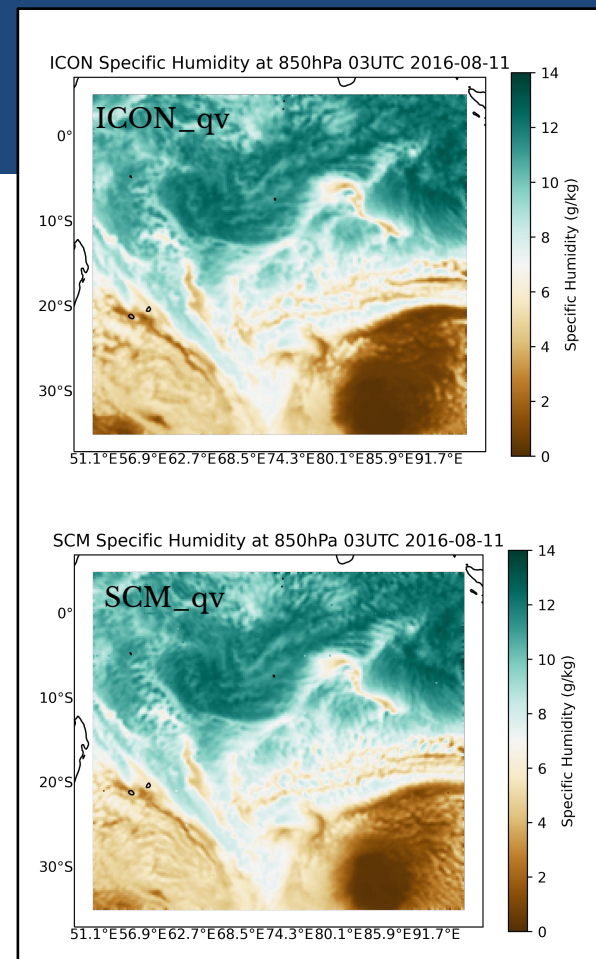 ICON Specific Humidity at 850hPa 03UTC 2016-08-11
ICON_qv
0°
10°S
20°S
30°S
51.1°E56.9°E62.7°E68.5°E74.3°E80.1°E85.9°E91.7°E
14
12
10
8
6
4
2
0
Specific Humidity (g/kg)
SCM Specific Humidity at 850hPa 03UTC 2016-08-11
SCM_qv
0°
10°S
20°S
30°S
51.1°E56.9°E62.7°E68.5°E74.3°E80.1°E85.9°E91.7°E
14
12
10
8
6
4
2
0
Specific Humidity (g/kg)